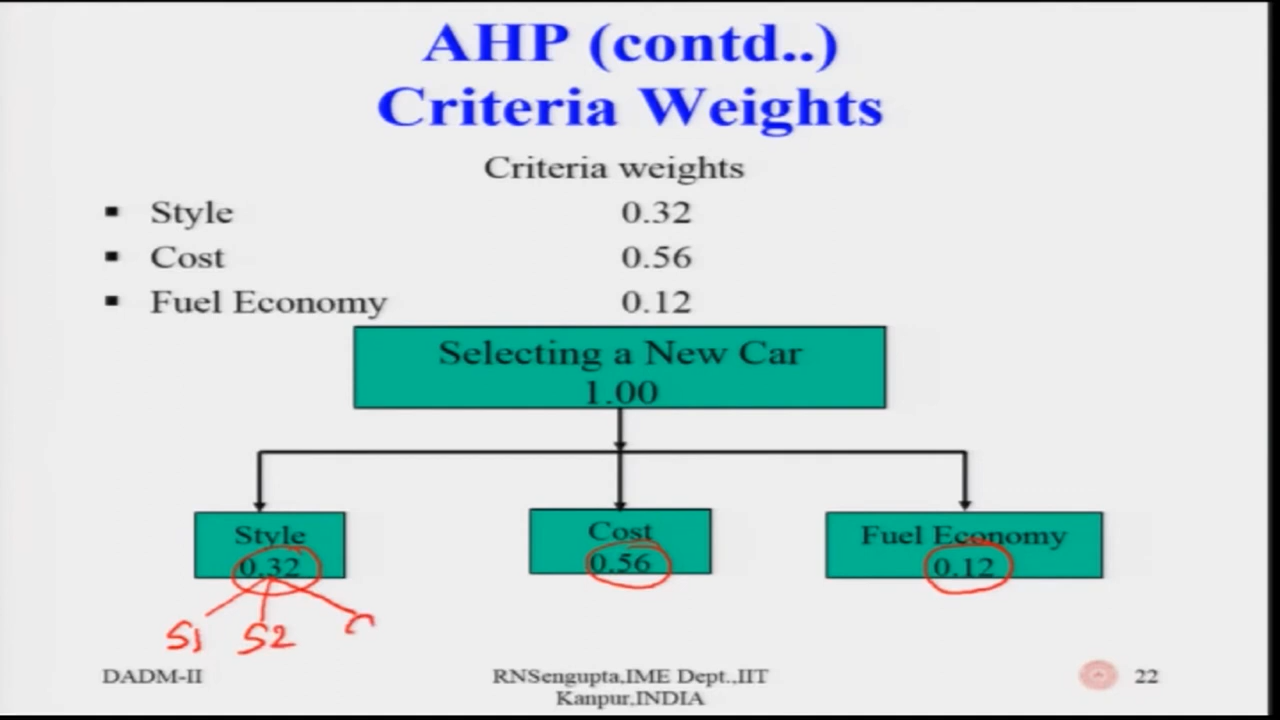 AHP (contd..)
Criteria Weights
Criteria weights
▪ Style 0.32
▪ Cost 0.56
▪ Fuel Economy 0.12
Selecting a New Car
1.00
Style
0.32
Cost
0.56
Fuel Economy
0.12
S1 S2
DADM-II
RNSengupta,IME Dept.,IIT
Kanpur,INDIA
22